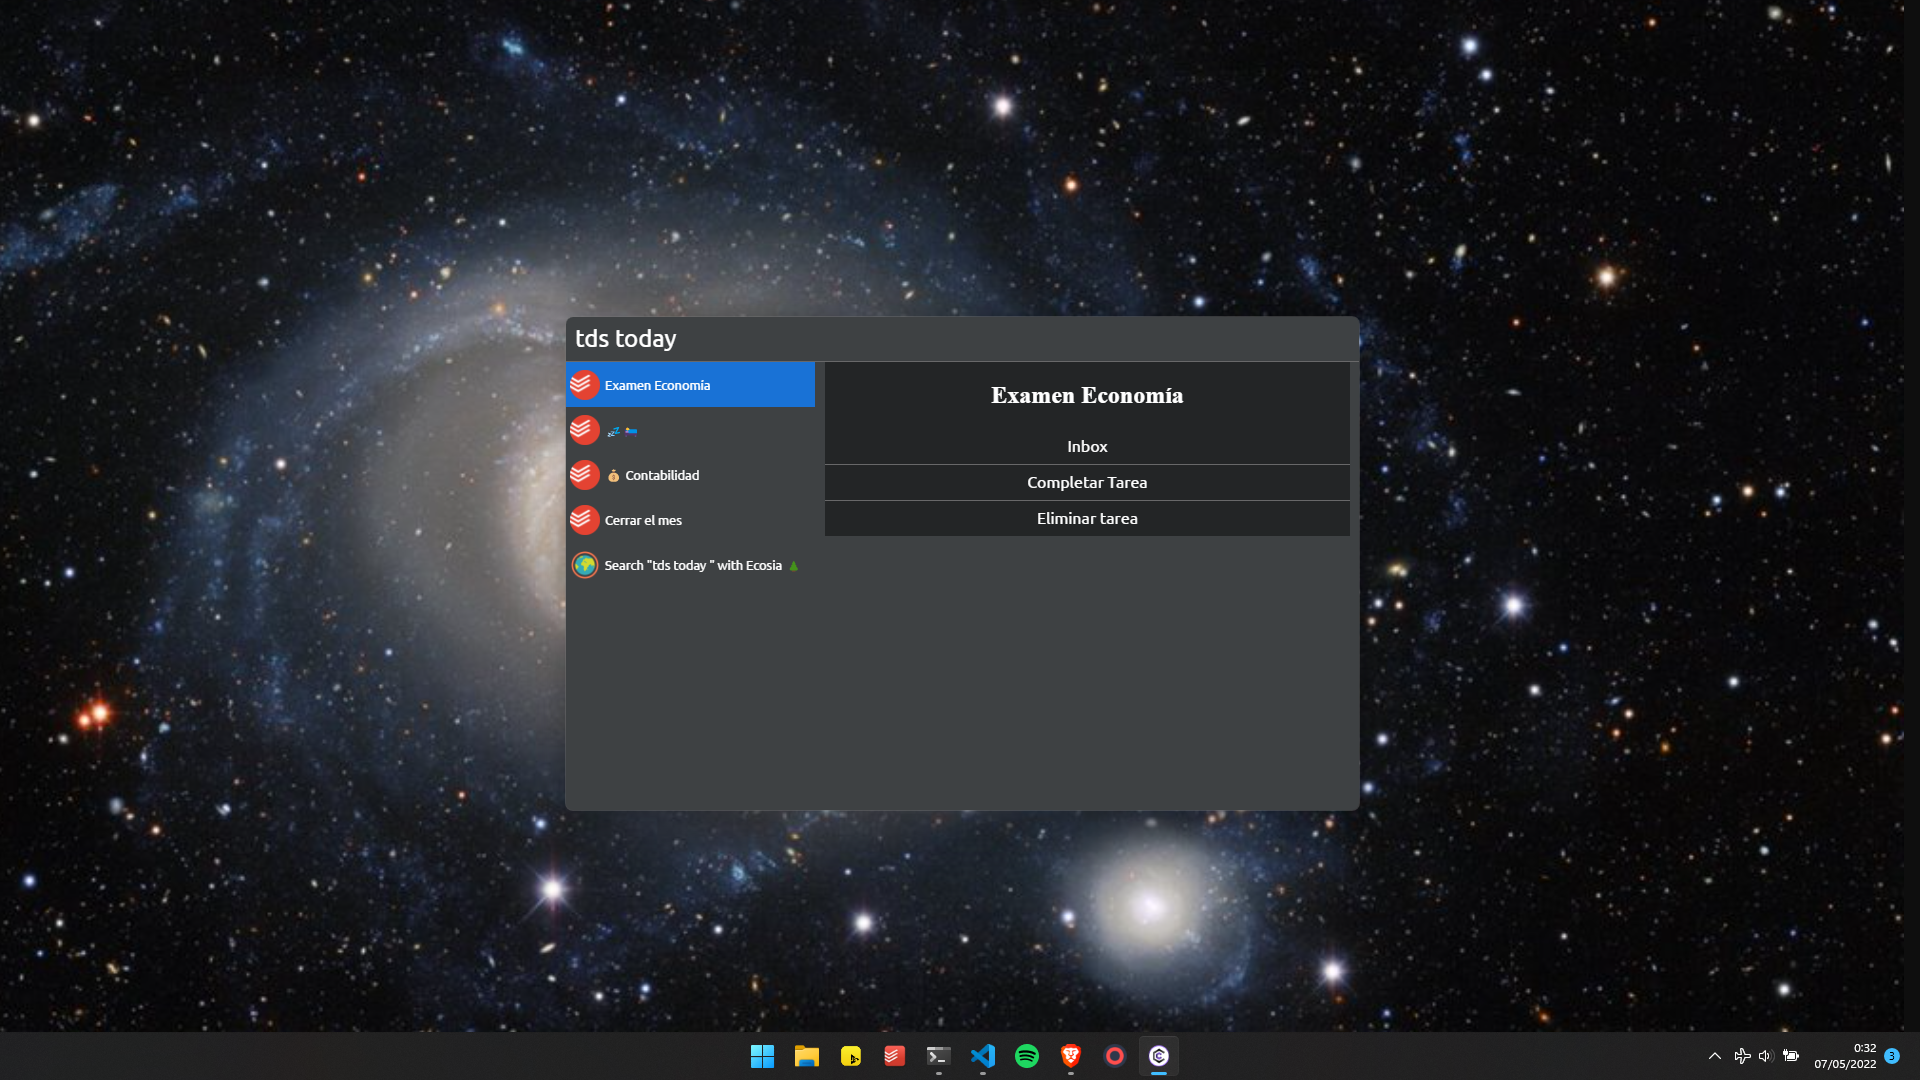 tds today
Examen Economía
💤 🛌
💰 Contabilidad
Cerrar el mes
Search "tds today " with Ecosia 🌲
Examen Economía
Inbox
Completar Tarea
Eliminar tarea
0:32
07/05/2022
3